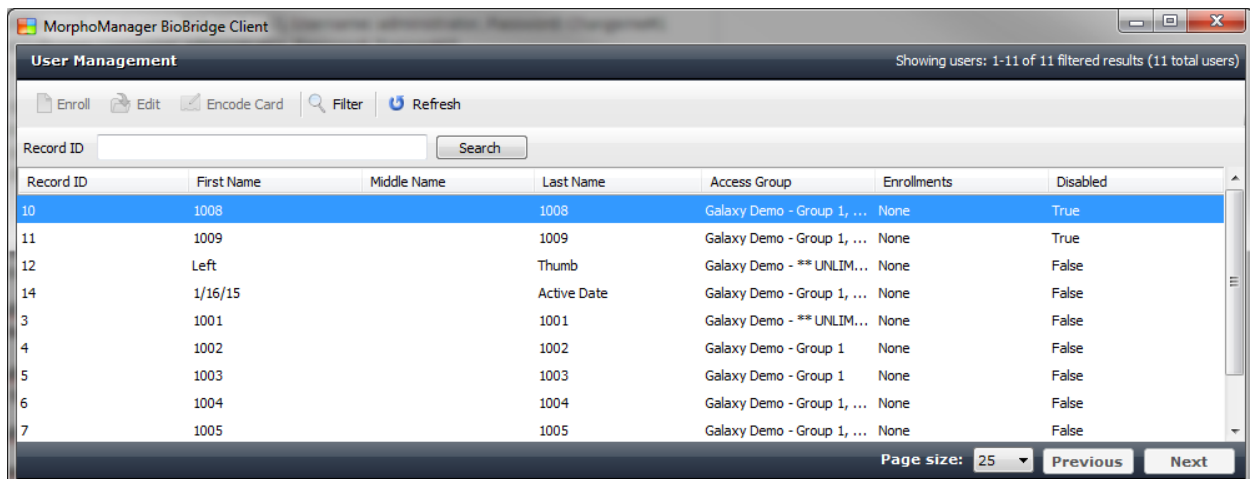 MorphoManager BioBridge Client
User Management Showing users: 1-11 of 11 filtered results (11 total users)
Enroll Edit Encode Card Filter Refresh
Record ID Search
Record ID First Name Middle Name Last Name Access Group Enrollments Disabled
10 1008 1008 Galaxy Demo - Group 1, ... None True
11 1009 1009 Galaxy Demo - Group 1, ... None True
12 Left Thumb Galaxy Demo - ** UNLIM... None False
14 1/16/15 Active Date Galaxy Demo - Group 1, ... None False
3 1001 1001 Galaxy Demo - ** UNLIM... None False
4 1002 1002 Galaxy Demo - Group 1 None False
5 1003 1003 Galaxy Demo - Group 1 None False
6 1004 1004 Galaxy Demo - Group 1, ... None False
7 1005 1005 Galaxy Demo - Group 1, ... None False
Page size: 25 Previous Next